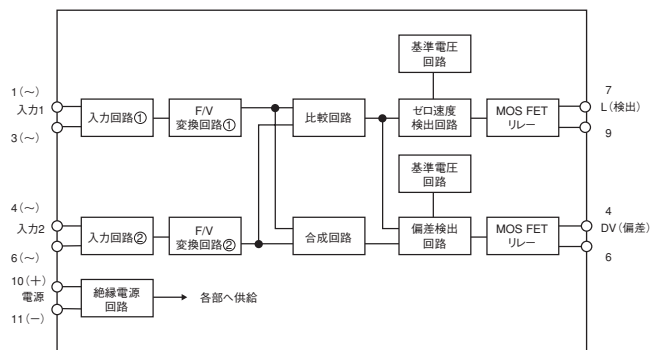 基準電圧
回路
1(～)
入力1
3(～)
入力回路①
F/V
変換回路①
比較回路
ゼロ速度
検出回路
MOS FET
リレー
7
L(検出)
9
基準電圧
回路
4(～)
入力2
6(～)
入力回路②
F/V
変換回路②
合成回路
偏差検出
回路
MOS FET
リレー
4
DV(偏差)
6
10(＋)
電源
11(－)
絶縁電源
回路
各部へ供給